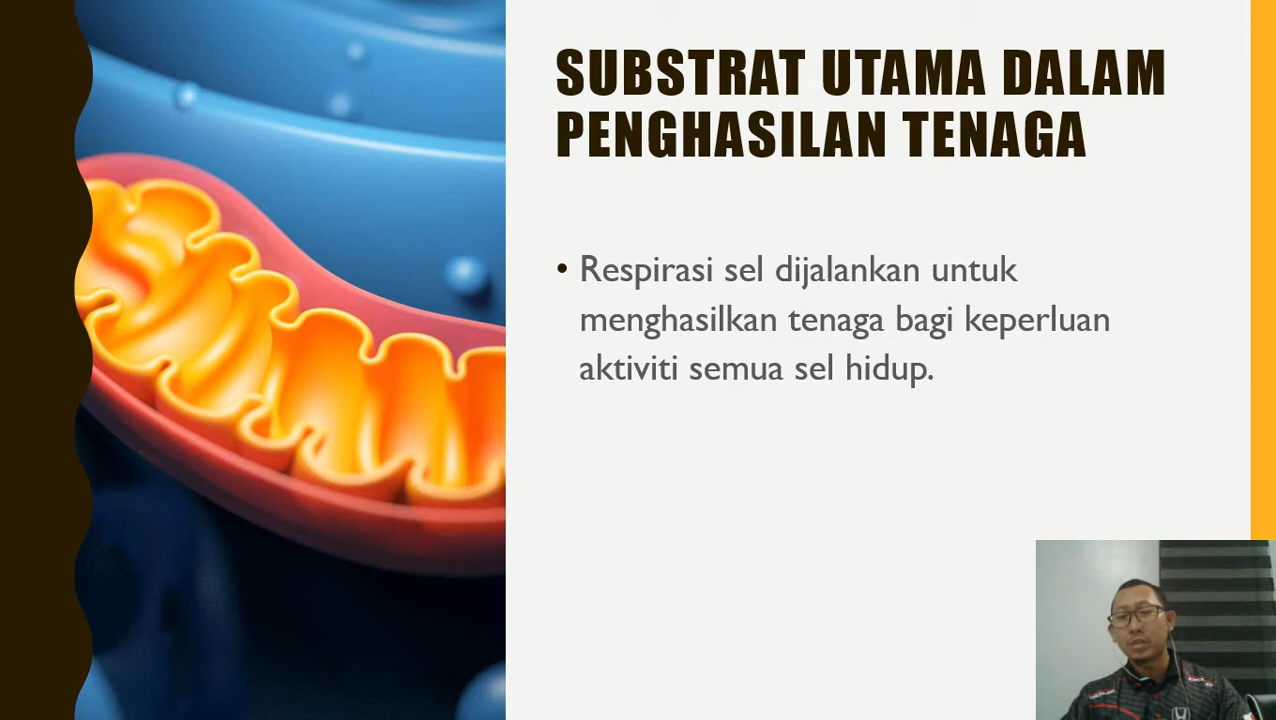 SUBSTRAT UTAMA DALAM
PENGHASILAN TENAGA
• Respirasi sel dijalankan untuk
menghasilkan tenaga bagi keperluan
aktiviti semua sel hidup.